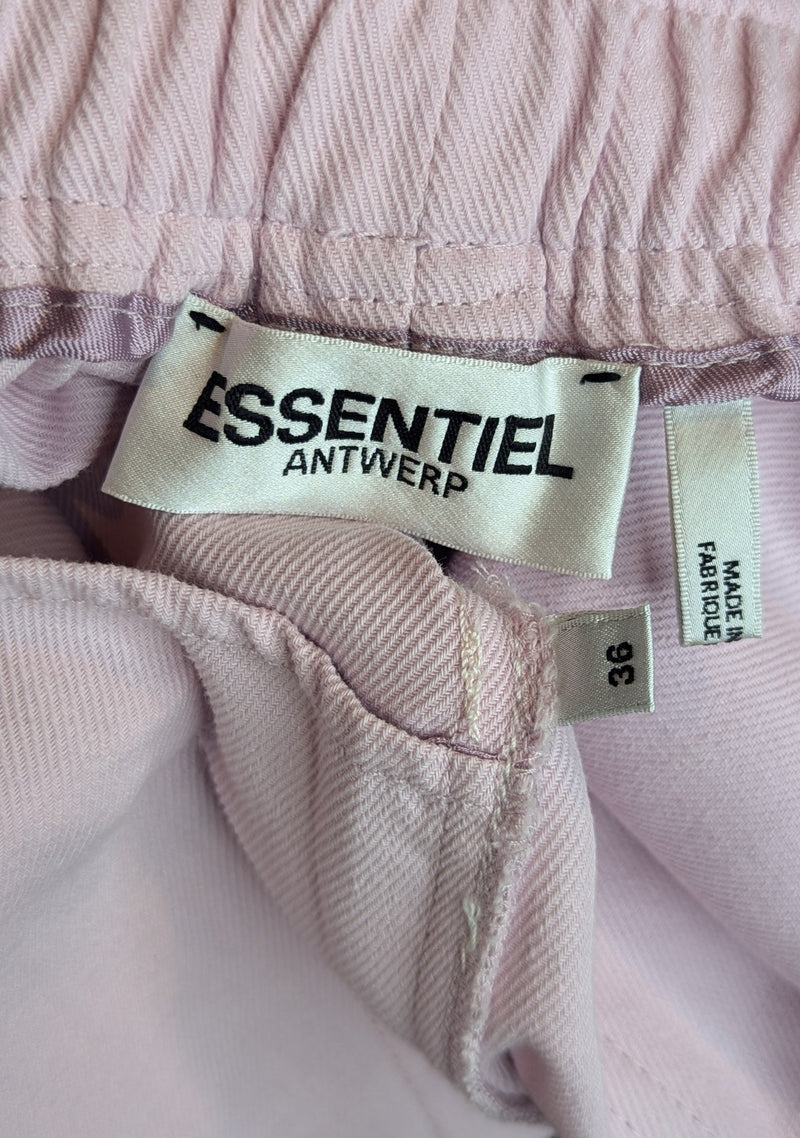 ESSENTIEL
ANTWERP
MADE IN
FABRIQUE
36